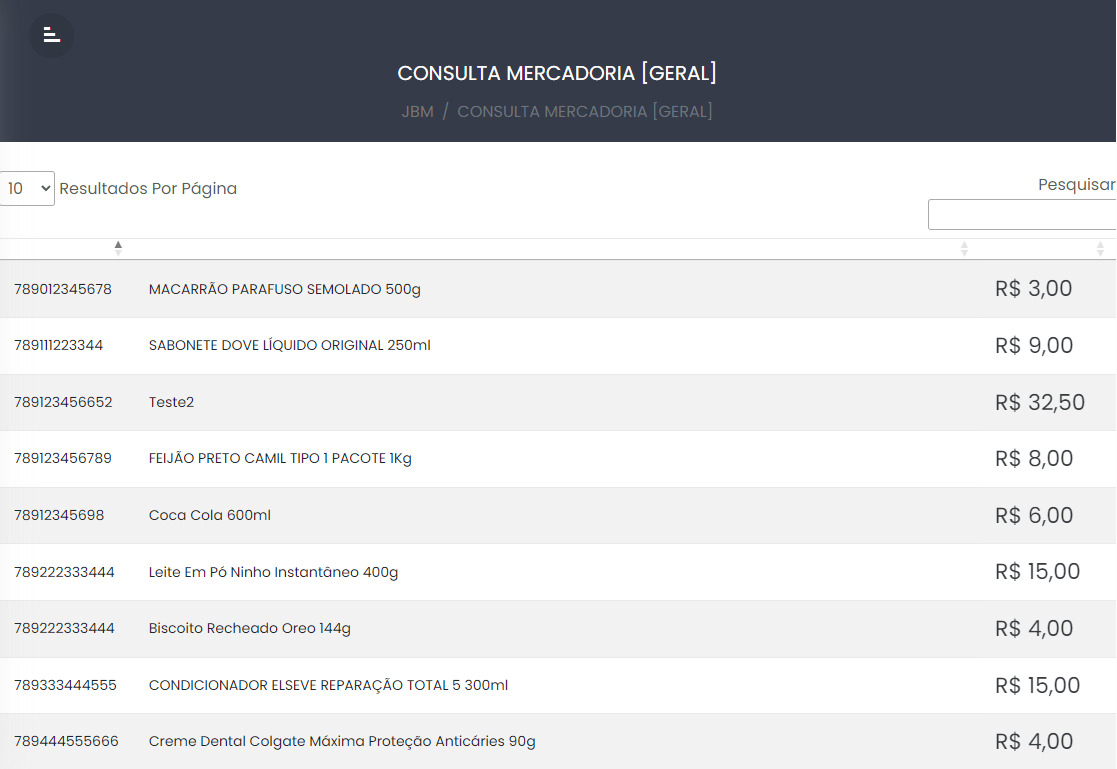 CONSULTA MERCADORIA [GERAL]
JBM / CONSULTA MERCADORIA [GERAL]
10 Resultados Por Página
Pesquisar
789012345678 MACARRÃO PARAFUSO SEMOLADO 500g R$ 3,00
789111223344 SABONETE DOVE LÍQUIDO ORIGINAL 250ml R$ 9,00
789123456652 Teste2 R$ 32,50
789123456789 FEIJÃO PRETO CAMIL TIPO 1 PACOTE 1Kg R$ 8,00
78912345698 Coca Cola 600ml R$ 6,00
789222333444 Leite Em Pó Ninho Instantâneo 400g R$ 15,00
789222333444 Biscoito Recheado Oreo 144g R$ 4,00
789333444555 CONDICIONADOR ELSEVE REPARAÇÃO TOTAL 5 300ml R$ 15,00
789444555666 Creme Dental Colgate Máxima Proteção Anticáries 90g R$ 4,00